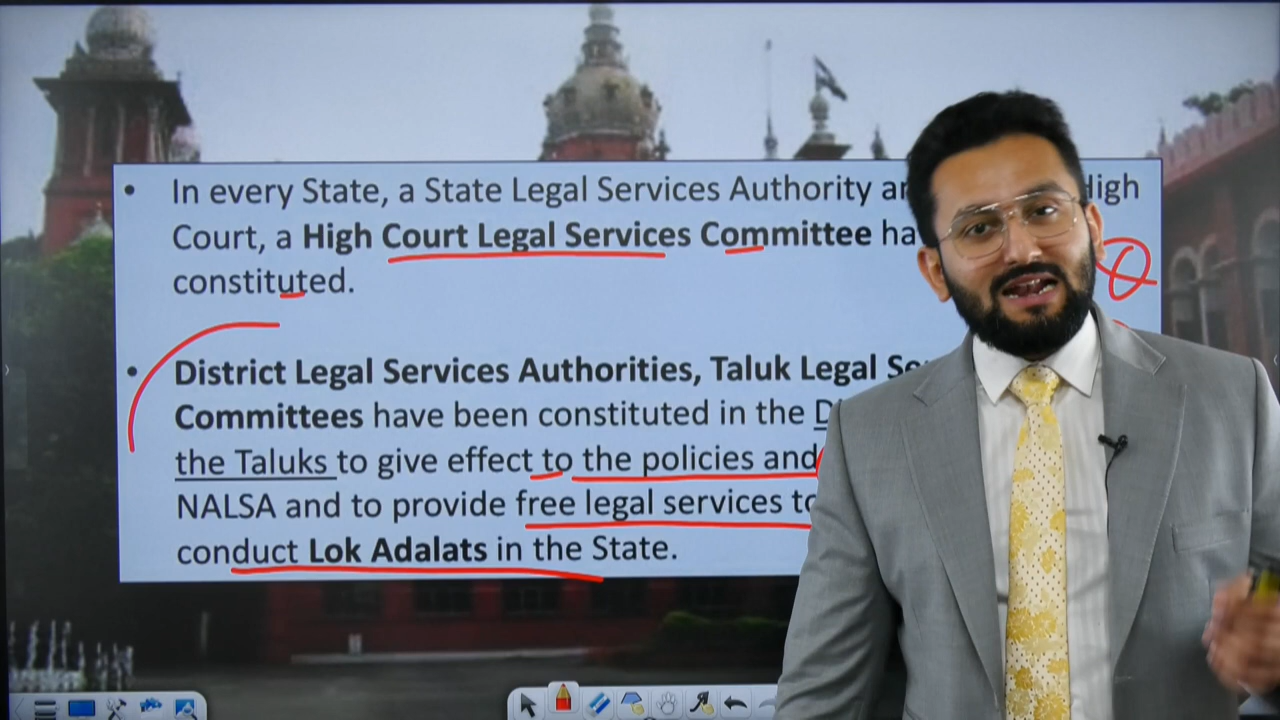 In every State, a State Legal Services Authority High
Court, a High Court Legal Services Committee
constituted.
District Legal Services Authorities, Taluk Legal
Committees have been constituted in the
the Taluks to give effect to the policies and
NALSA and to provide free legal services to
conduct Lok Adalats in the State.